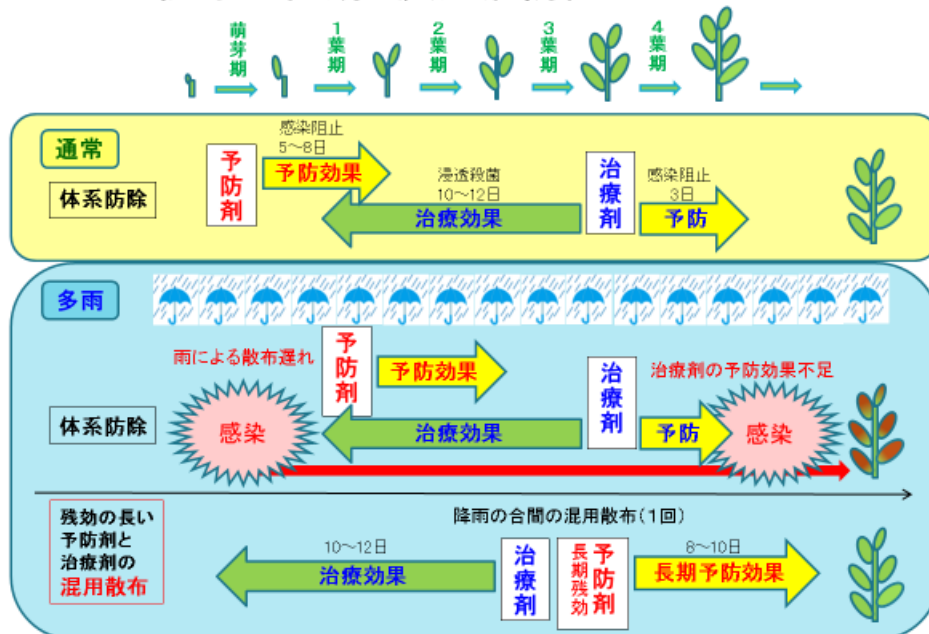 萌芽期
1葉期
2葉期
3葉期
4葉期
通常
体系防除
予防剤
感染阻止
5～8日
予防効果
浸透殺菌
10～12日
治療効果
治療剤
感染阻止
3日
予防
多雨
雨による散布遅れ
体系防除
感染
予防剤
予防効果
治療効果
治療剤
治療剤の予防効果不足
予防
感染
残効の長い
予防剤と
治療剤の
混用散布
降雨の合間の混用散布(1回)
10～12日
治療効果
治療剤
予防剤
長期残効
8～10日
長期予防効果